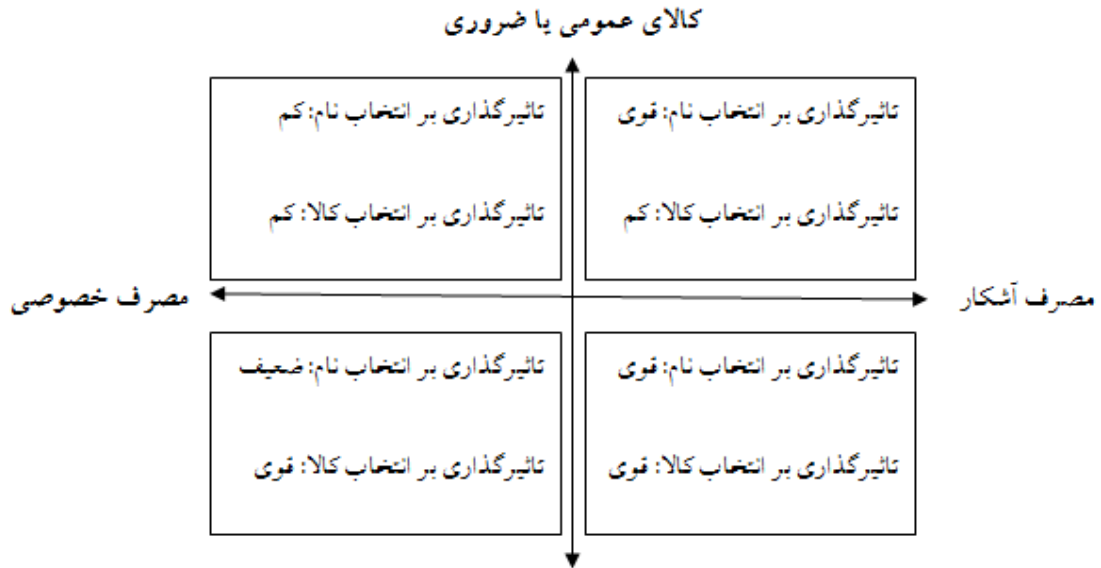 کالای عمومی یا ضروری
تاثیرگذاری بر انتخاب نام: قوی
تاثیرگذاری بر انتخاب کالا: کم
تاثیرگذاری بر انتخاب نام: کم
تاثیرگذاری بر انتخاب کالا: کم
مصرف آشکار
مصرف خصوصی
تاثیرگذاری بر انتخاب نام: قوی
تاثیرگذاری بر انتخاب کالا: قوی
تاثیرگذاری بر انتخاب نام: ضعیف
تاثیرگذاری بر انتخاب کالا: قوی